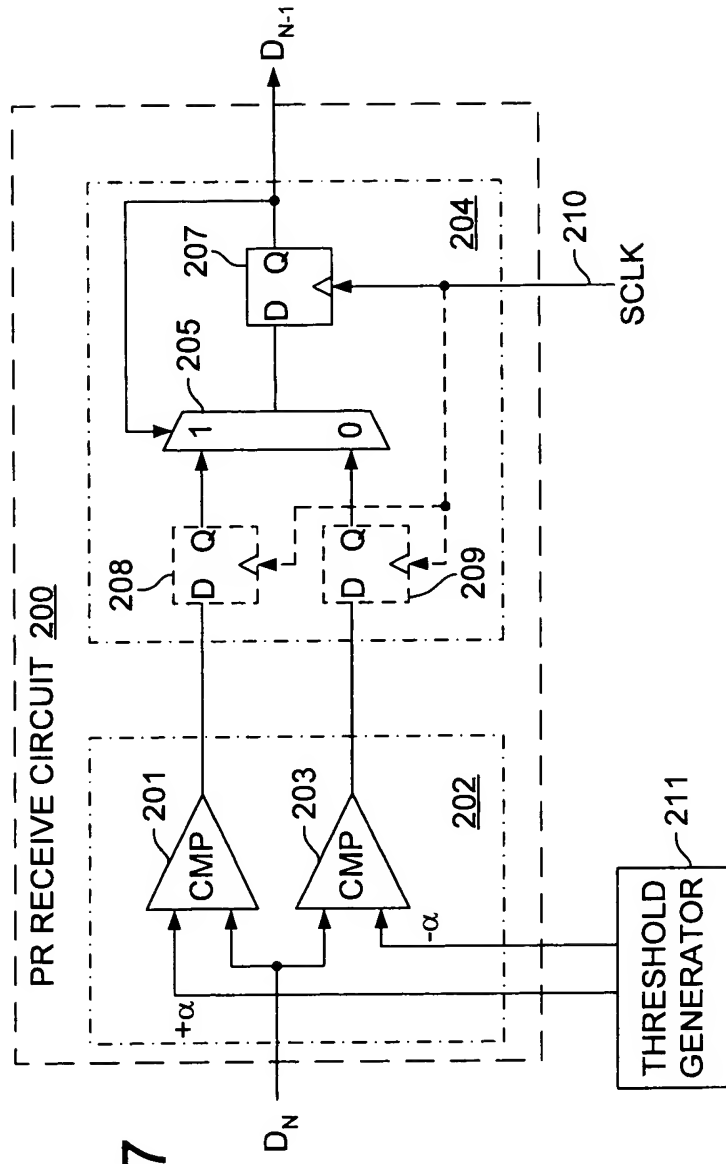 PR RECEIVE CIRCUIT 200
201
CMP
+α
203
CMP
-α
202
D_N
208
D Q
209
D Q
205
1
0
207
D Q
204
D_{N-1}
210
SCLK
211
THRESHOLD
GENERATOR
7